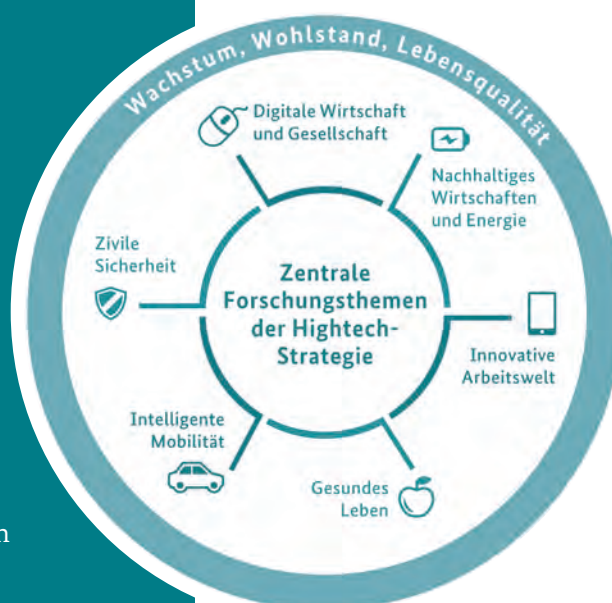 Wachstum, Wohlstand, Lebensqualität
Digitale Wirtschaft
und Gesellschaft
Nachhaltiges
Wirtschaften
und Energie
Zivile
Sicherheit
Zentrale
Forschungsthemen
der Hightech-
Strategie
Innovative
Arbeitswelt
Intelligente
Mobilität
Gesundes
Leben